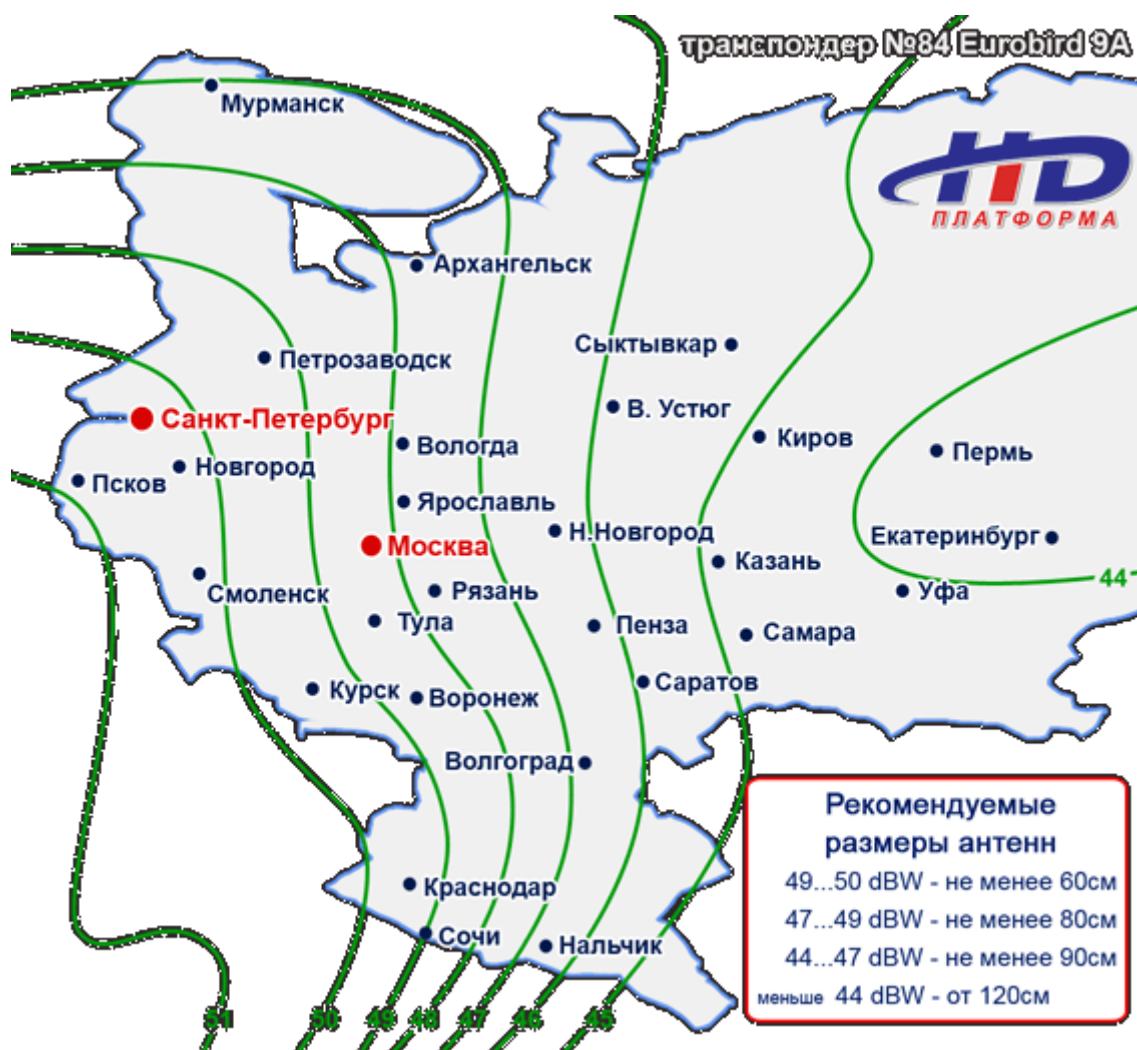 транспондер №84 Eurobird 9A
HD
ПЛАТФОРМА
Мурманск
Архангельск
Сыктывкар
Петрозаводск
В. Устюг
Санкт-Петербург
Киров
Вологда
Пермь
Новгород
Псков
Ярославль
Н.Новгород
Екатеринбург
Москва
Казань
44
Смоленск
Рязань
Уфа
Тула
Пенза
Самара
Курск
Воронеж
Саратов
Волгоград
Рекомендуемые
размеры антенн
49...50 dBW - не менее 60см
47...49 dBW - не менее 80см
44...47 dBW - не менее 90см
меньше 44 dBW - от 120см
Краснодар
Сочи
Нальчик
51 50 49 48 47 46 45